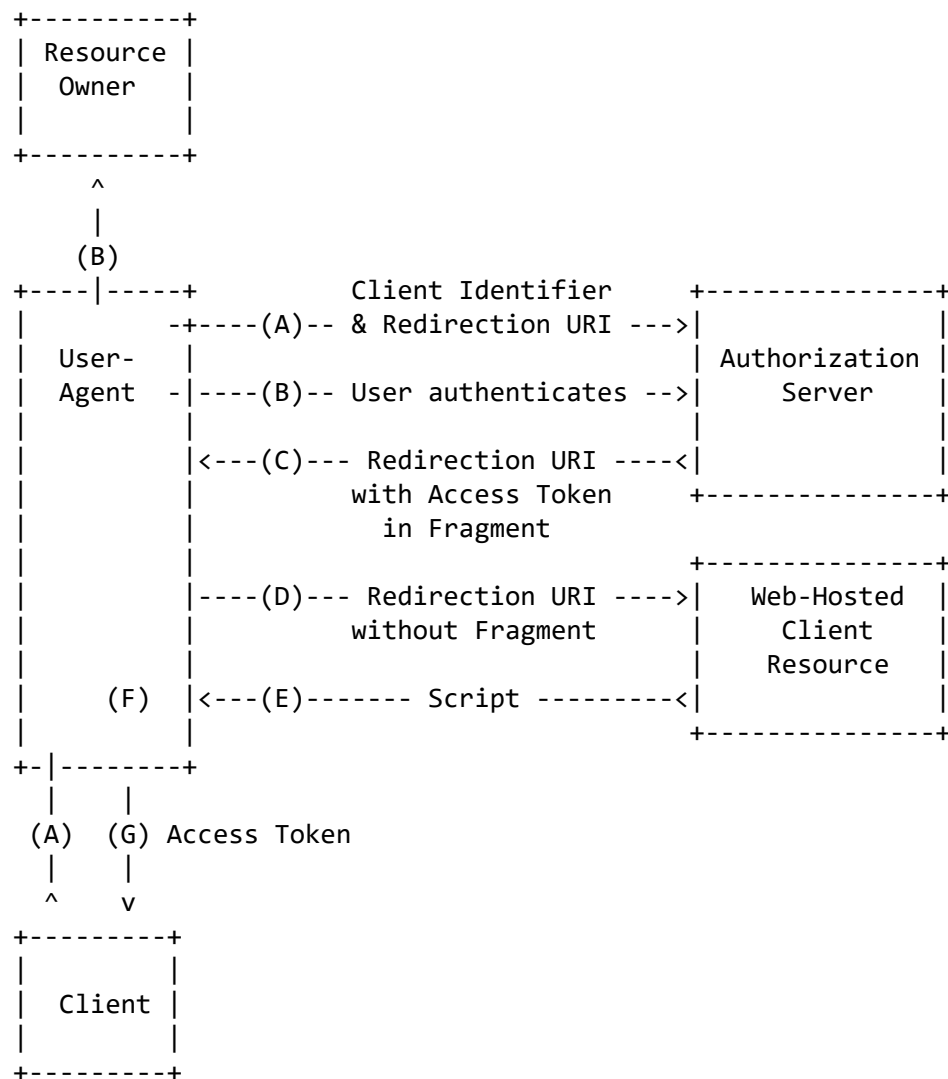 +----------+
| Resource |
|  Owner   |
|          |
+----------+
     ^
     |
    (B)
+----|-----+          Client Identifier     +---------------+
|         -+----(A)-- & Redirection URI --->|               |
|  User-   |                                | Authorization |
|  Agent  -|----(B)-- User authenticates -->|     Server    |
|          |                                |               |
|          |<---(C)--- Redirection URI ----<|               |
|          |          with Access Token     +---------------+
|          |            in Fragment
|          |                                +---------------+
|          |----(D)--- Redirection URI ---->|   Web-Hosted  |
|          |          without Fragment      |     Client    |
|          |                                |    Resource   |
|     (F)  |<---(E)------- Script ---------<|               |
|          |                                +---------------+
+-|--------+
  |    |
 (A)  (G) Access Token
  |    |
  ^    v
+---------+
|         |
|  Client |
|         |
+---------+